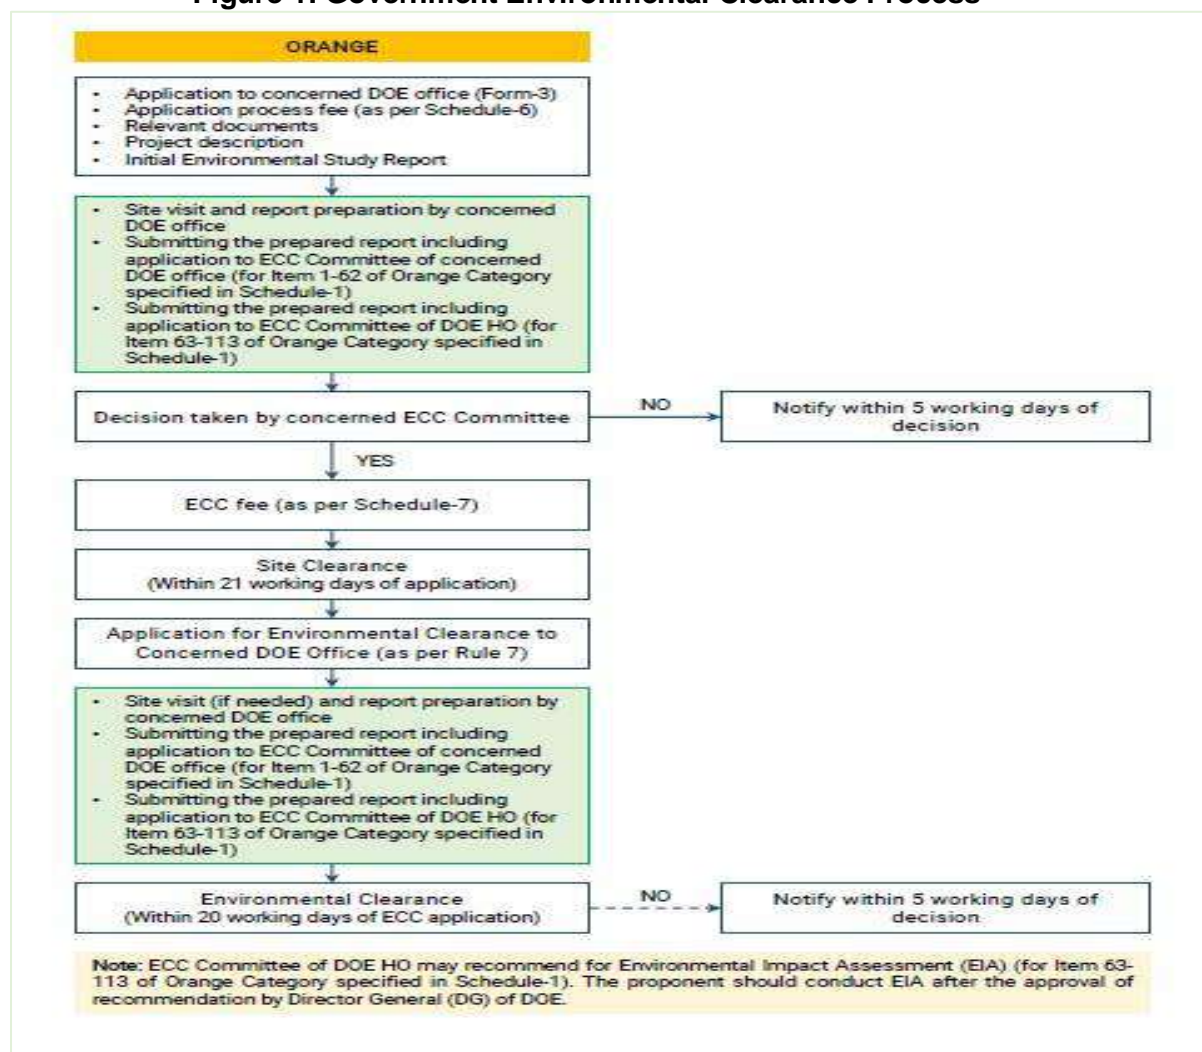 Figure 1. Government Environmental Clearance Process
ORANGE
• Application to concerned DOE office (Form-3)
• Application process fee (as per Schedule-6)
• Relevant documents
• Project description
• Initial Environmental Study Report
• Site visit and report preparation by concerned
DOE office
• Submitting the prepared report including
application to ECC Committee of concerned
DOE office (for Item 1-62 of Orange Category
specified in Schedule-1)
• Submitting the prepared report including
application to ECC Committee of DOE HO (for
Item 63-113 of Orange Category specified in
Schedule-1)
Decision taken by concerned ECC Committee
NO
Notify within 5 working days of
decision
YES
ECC fee (as per Schedule-7)
Site Clearance
(Within 21 working days of application)
Application for Environmental Clearance to
Concerned DOE Office (as per Rule 7)
• Site visit (if needed) and report preparation by
concerned DOE office
• Submitting the prepared report including
application to ECC Committee of concerned
DOE office (for Item 1-62 of Orange Category
specified in Schedule-1)
• Submitting the prepared report including
application to ECC Committee of DOE HO (for
Item 63-113 of Orange Category specified in
Schedule-1)
Environmental Clearance
(Within 20 working days of ECC application)
NO
Notify within 5 working days of
decision
Note: ECC Committee of DOE HO may recommend for Environmental Impact Assessment (EIA) (for Item 63-
113 of Orange Category specified in Schedule-1). The proponent should conduct EIA after the approval of
recommendation by Director General (DG) of DOE.